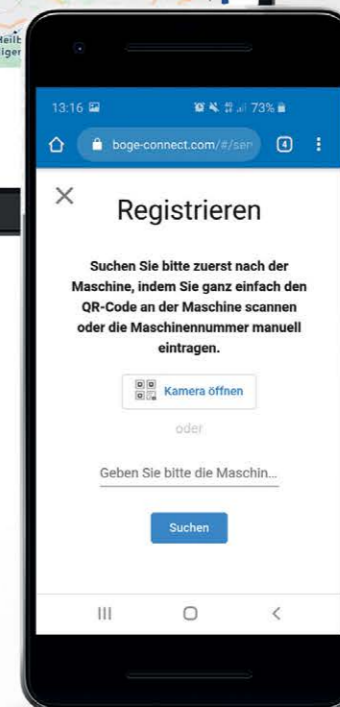 13:16 73%
boge-connect.com/#/ser 4
Registrieren
Suchen Sie bitte zuerst nach der
Maschine, indem Sie ganz einfach den
QR-Code an der Maschine scannen
oder die Maschinennummer manuell
eintragen.
Kamera öffnen
oder
Geben Sie bitte die Maschin...
Suchen